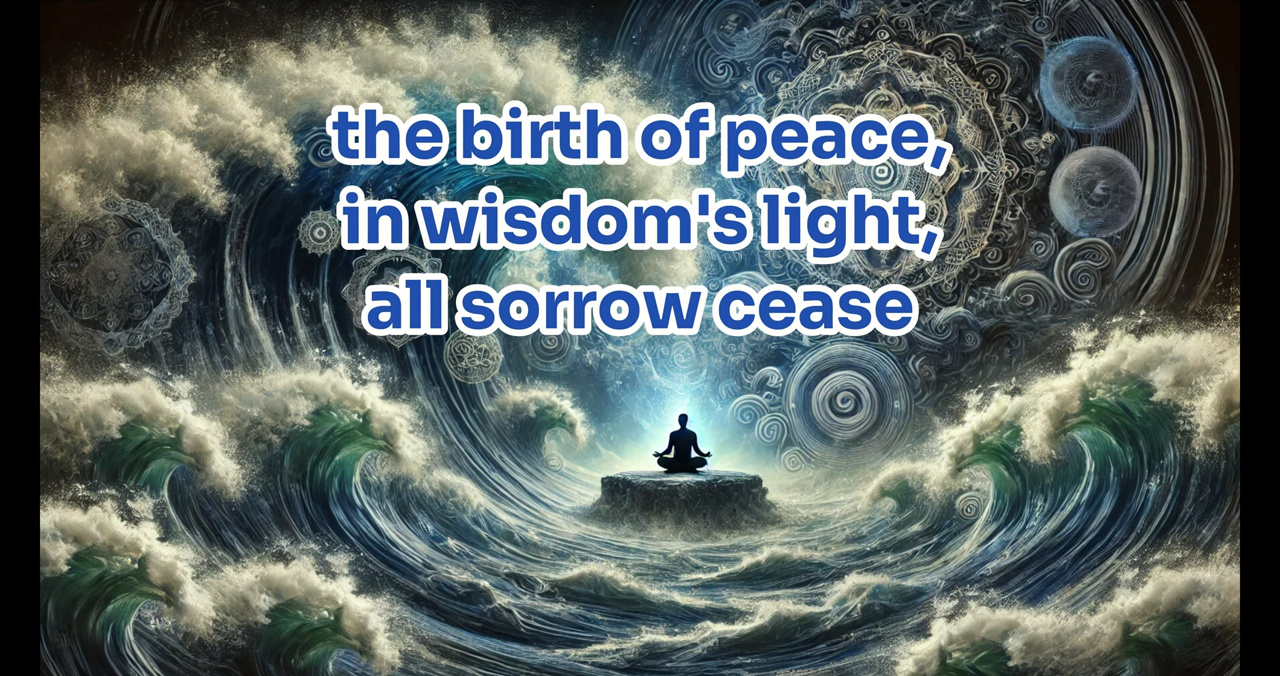 the birth of peace,
in wisdom's light,
all sorrow cease